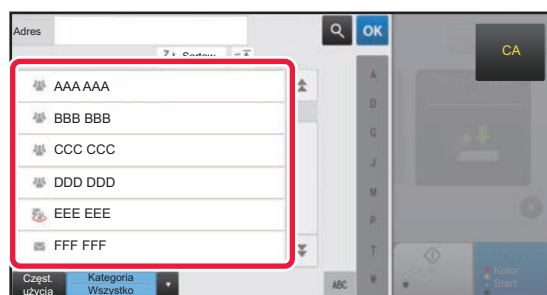 Adres
OK
CA
Sortow.
AAA AAA
BBB BBB
CCC CCC
DDD DDD
EEE EEE
FFF FFF
A
D
G
J
M
P
T
W
Częst. użycia
Kategoria
Wszystko
ABC
Kolor
Start